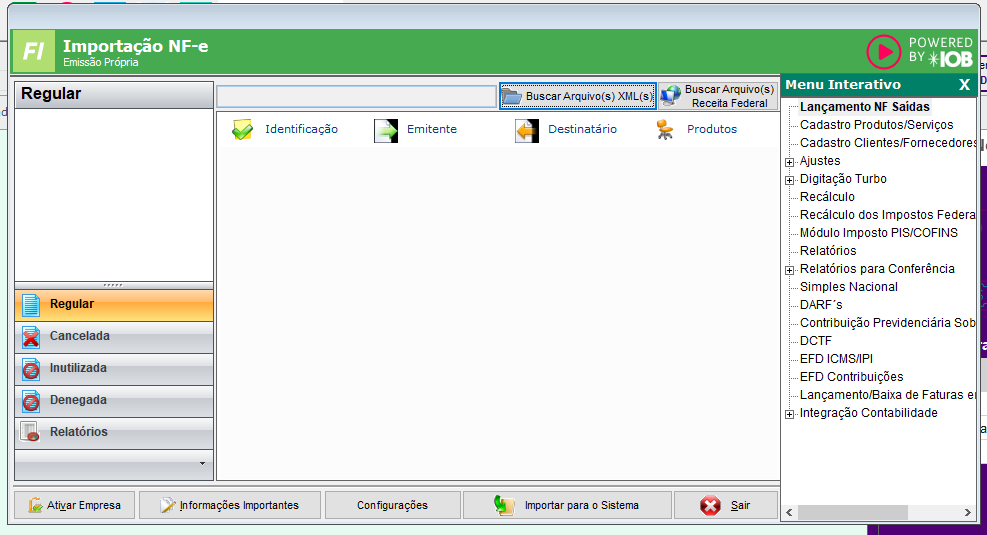 FI
Importação NF-e
Emissão Própria
POWERED
BY IOB
Regular
Buscar Arquivo(s) XML(s)
Buscar Arquivo(s)
Receita Federal
Identificação
Emitente
Destinatário
Produtos
Regular
Cancelada
Inutilizada
Denegada
Relatórios
Menu Interativo X
Lançamento NF Saídas
Cadastro Produtos/Serviços
Cadastro Clientes/Fornecedores
Ajustes
Digitação Turbo
Recálculo
Recálculo dos Impostos Federa
Módulo Imposto PIS/COFINS
Relatórios
Relatórios para Conferência
Simples Nacional
DARF´s
Contribuição Previdenciária Sob
DCTF
EFD ICMS/IPI
EFD Contribuições
Lançamento/Baixa de Faturas e
Integração Contabilidade
Ativar Empresa
Informações Importantes
Configurações
Importar para o Sistema
Sair